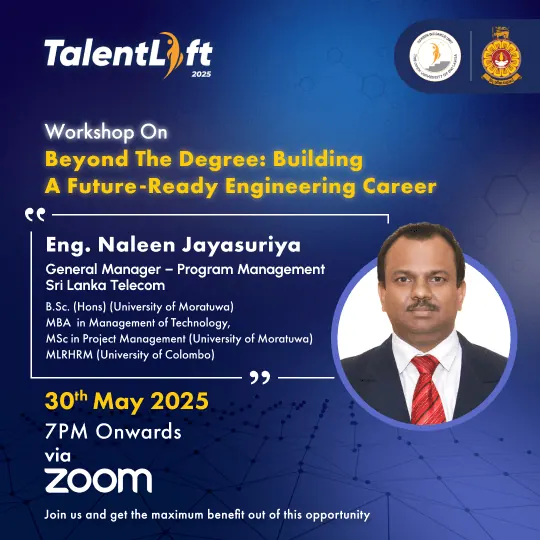 TalentLift
2025
Workshop On
Beyond The Degree: Building
A Future-Ready Engineering Career
Eng. Naleen Jayasuriya
General Manager – Program Management
Sri Lanka Telecom
B.Sc. (Hons) (University of Moratuwa)
MBA in Management of Technology,
MSc in Project Management (University of Moratuwa)
MLRHRM (University of Colombo)
30th May 2025
7PM Onwards
via
zoom
Join us and get the maximum benefit out of this opportunity